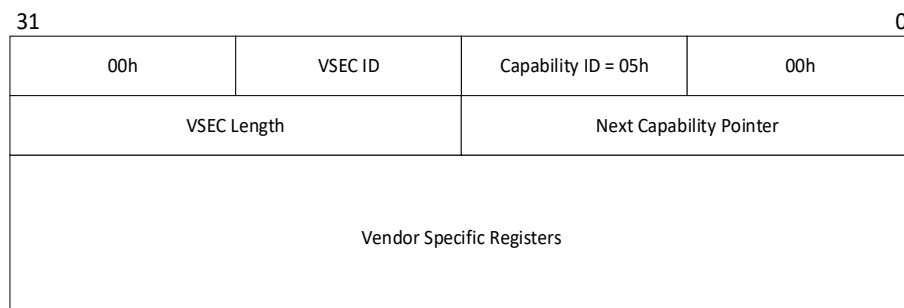 31 0
00h VSEC ID Capability ID = 05h 00h
VSEC Length Next Capability Pointer
Vendor Specific Registers